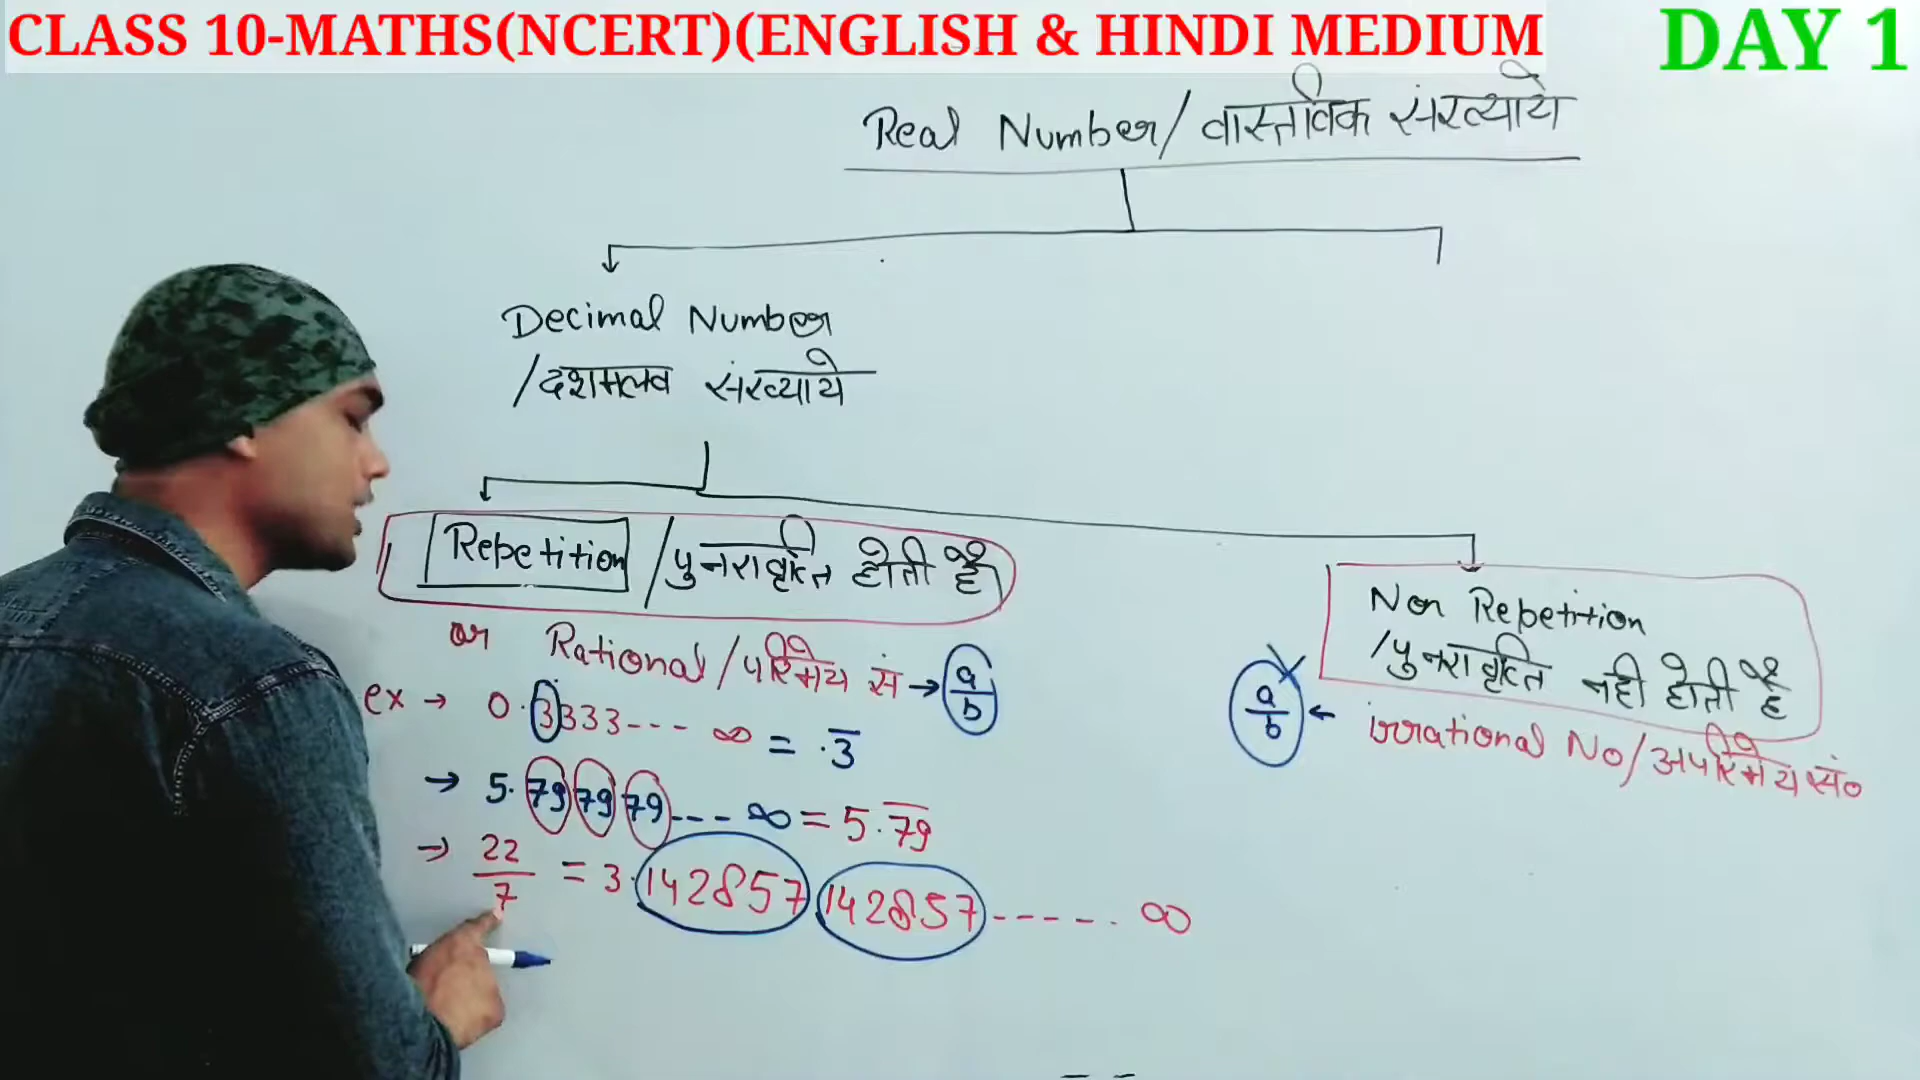 CLASS 10-MATHS(NCERT)(ENGLISH & HINDI MEDIUM
DAY 1
Real Number/वास्तविक संख्याये
Decimal Number
/दशमलव संख्याये
Repetition /पुनरावृत्ति होती है
or Rational/परिमेय सं → a/b
ex → 0.3333--- ∞ = .3̅
→ 5.797979--- ∞ = 5.7̅9̅
→ 22/7 = 3.142857142857-----. ∞
Non Repetition
/पुनरावृत्ति नही होती है
a/b ← irrational No/अपरिमेय सं०